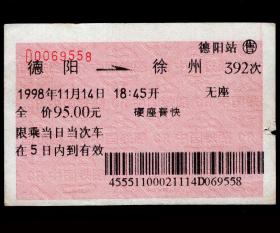 D0069558 德阳站 售
德 阳 → 徐 州 392次
1998年11月14日 18:45开 无座
全 价95.00元 硬座普快
限乘当日当次车
在5日内到有效
45551100021114D069558